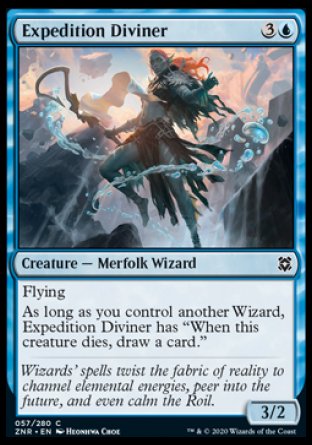 Expedition Diviner 3
Creature — Merfolk Wizard
Flying
As long as you control another Wizard,
Expedition Diviner has “When this
creature dies, draw a card.”
Wizards’ spells twist the fabric of reality to
channel elemental energies, peer into the
future, and even calm the Roil.
3/2
057/280 C
ZNR • EN Heonhwa Choe
™ & © 2020 Wizards of the Coast